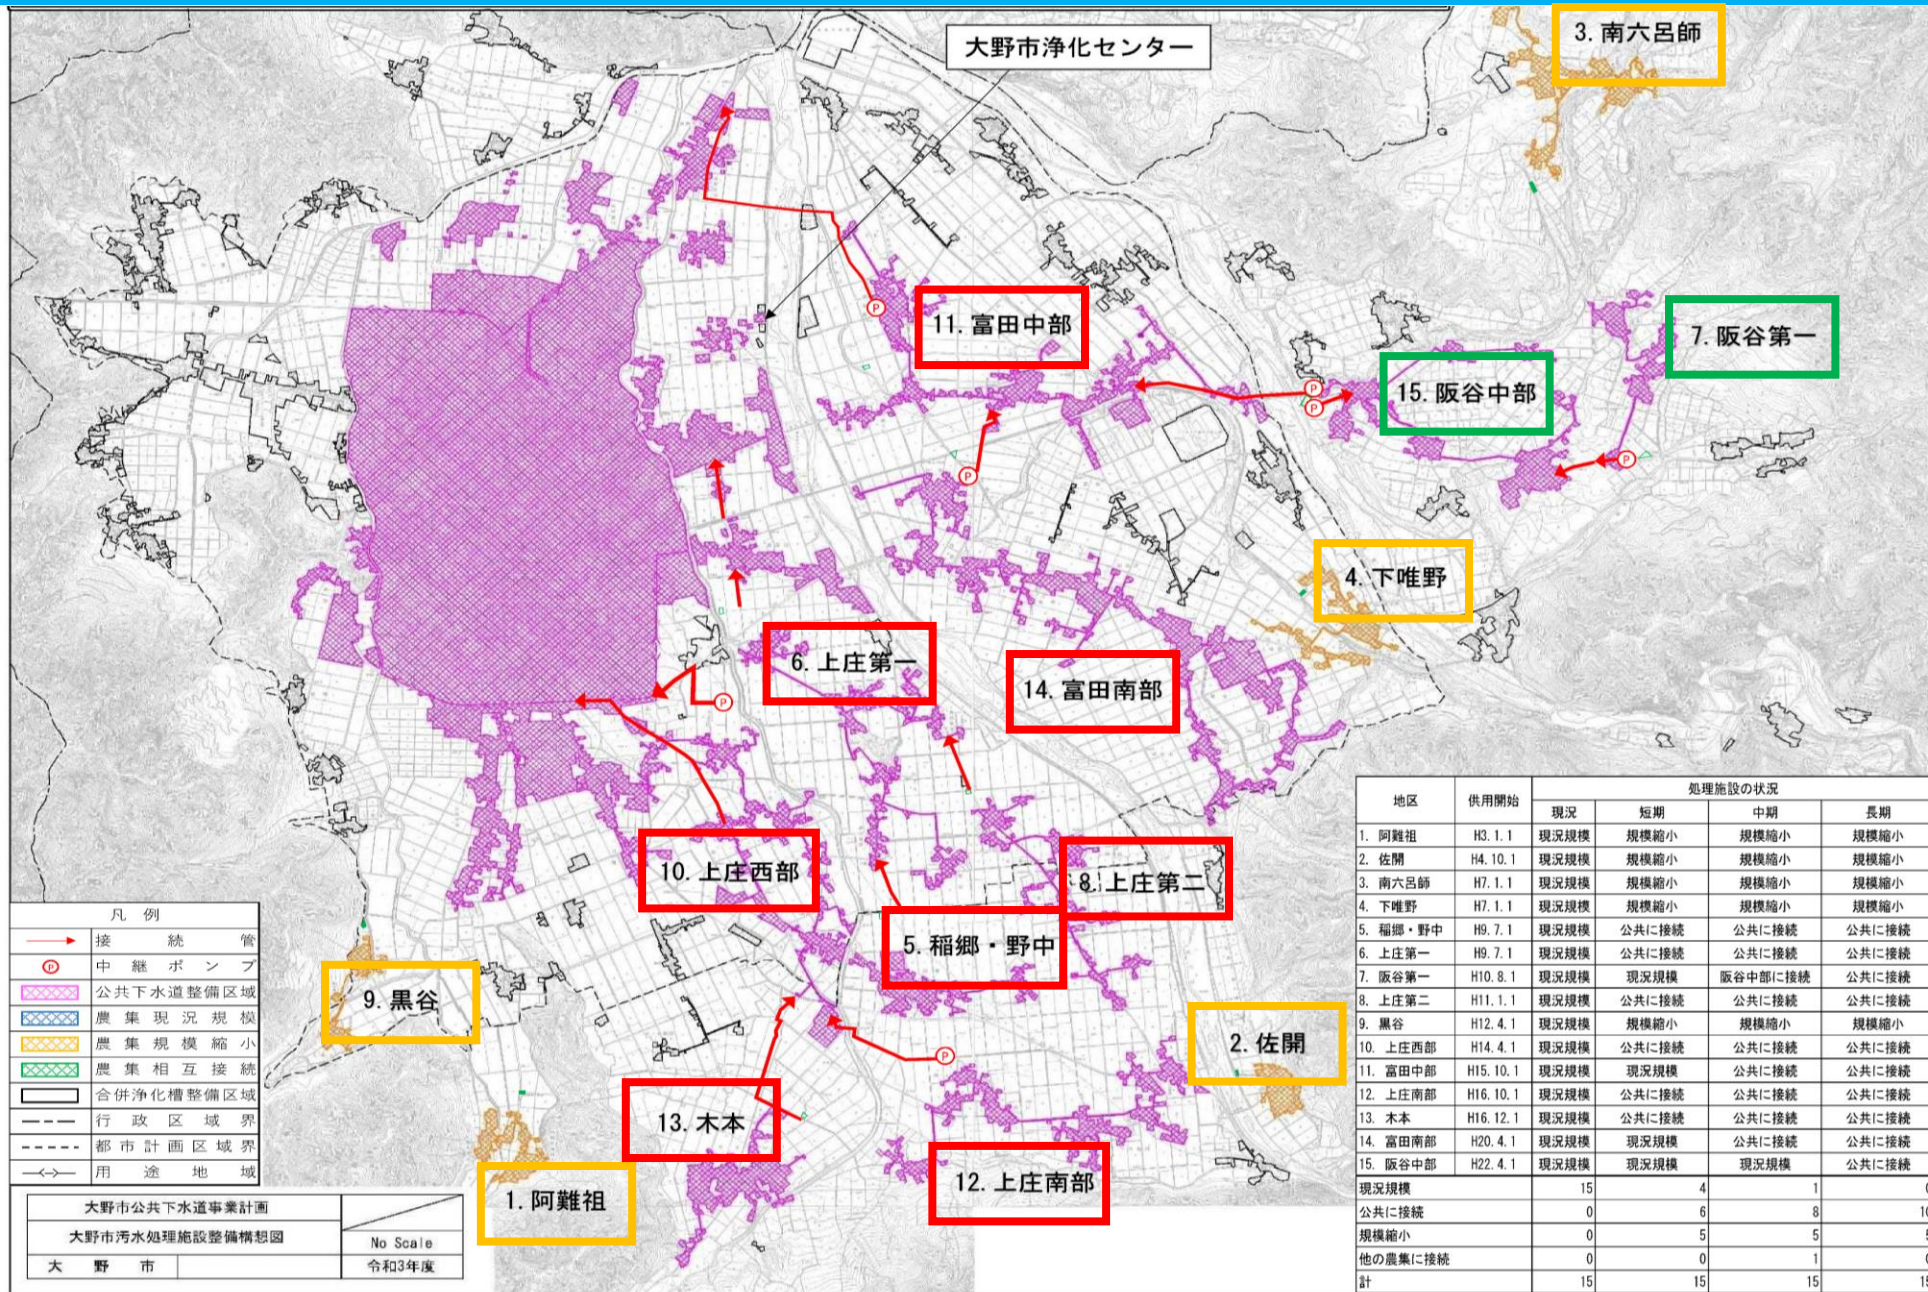 大野市浄化センター
3. 南六呂師
11. 富田中部
7. 阪谷第一
15. 阪谷中部
4. 下唯野
6. 上庄第一
14. 富田南部
10. 上庄西部
8. 上庄第二
5. 稲郷・野中
9. 黒谷
2. 佐開
13. 木本
12. 上庄南部
1. 阿難祖
P
P
P
P
P
P
P
凡 例
接 続 管
P 中 継 ポ ン プ
公共下水道整備区域
農 集 現 況 規 模
農 集 規 模 縮 小
農 集 相 互 接 続
合併浄化槽整備区域
行 政 区 域 界
都市計画区域界
用 途 地 域
大野市公共下水道事業計画
大野市汚水処理施設整備構想図
No Scale
大 野 市
令和3年度
地区 供用開始 処理施設の状況
現況 短期 中期 長期
1. 阿難祖 H3.1.1 現況規模 規模縮小 規模縮小 規模縮小
2. 佐開 H4.10.1 現況規模 規模縮小 規模縮小 規模縮小
3. 南六呂師 H7.1.1 現況規模 規模縮小 規模縮小 規模縮小
4. 下唯野 H7.1.1 現況規模 規模縮小 規模縮小 規模縮小
5. 稲郷・野中 H9.7.1 現況規模 公共に接続 公共に接続 公共に接続
6. 上庄第一 H9.7.1 現況規模 公共に接続 公共に接続 公共に接続
7. 阪谷第一 H10.8.1 現況規模 現況規模 阪谷中部に接続 公共に接続
8. 上庄第二 H11.1.1 現況規模 公共に接続 公共に接続 公共に接続
9. 黒谷 H12.4.1 現況規模 規模縮小 規模縮小 規模縮小
10. 上庄西部 H14.4.1 現況規模 公共に接続 公共に接続 公共に接続
11. 富田中部 H15.10.1 現況規模 現況規模 公共に接続 公共に接続
12. 上庄南部 H16.10.1 現況規模 公共に接続 公共に接続 公共に接続
13. 木本 H16.12.1 現況規模 公共に接続 公共に接続 公共に接続
14. 富田南部 H20.4.1 現況規模 現況規模 公共に接続 公共に接続
15. 阪谷中部 H22.4.1 現況規模 現況規模 現況規模 公共に接続
現況規模 15 4 1
公共に接続 0 6 8 10
規模縮小 0 5 5
他の農集に接続 0 0 1
計 15 15 15 15